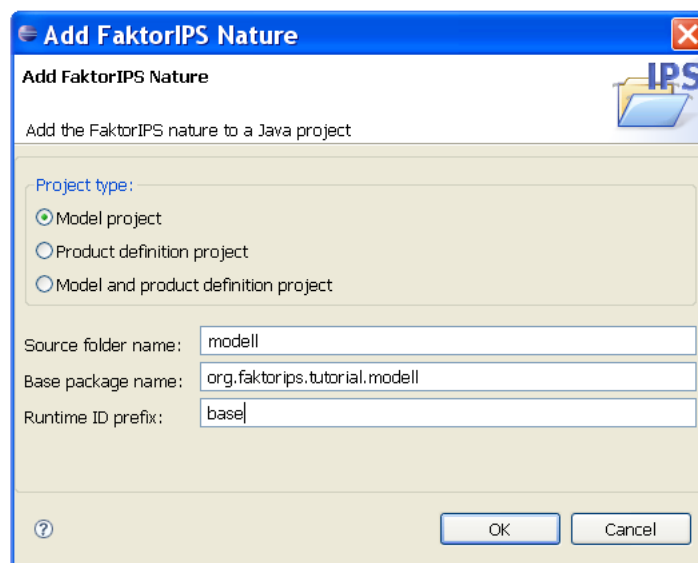 Add FaktorIPS Nature
Add FaktorIPS Nature
IPS
Add the FaktorIPS nature to a Java project
Project type:
Model project
Product definition project
Model and product definition project
Source folder name: modell
Base package name: org.faktorips.tutorial.modell
Runtime ID prefix: base
? OK Cancel